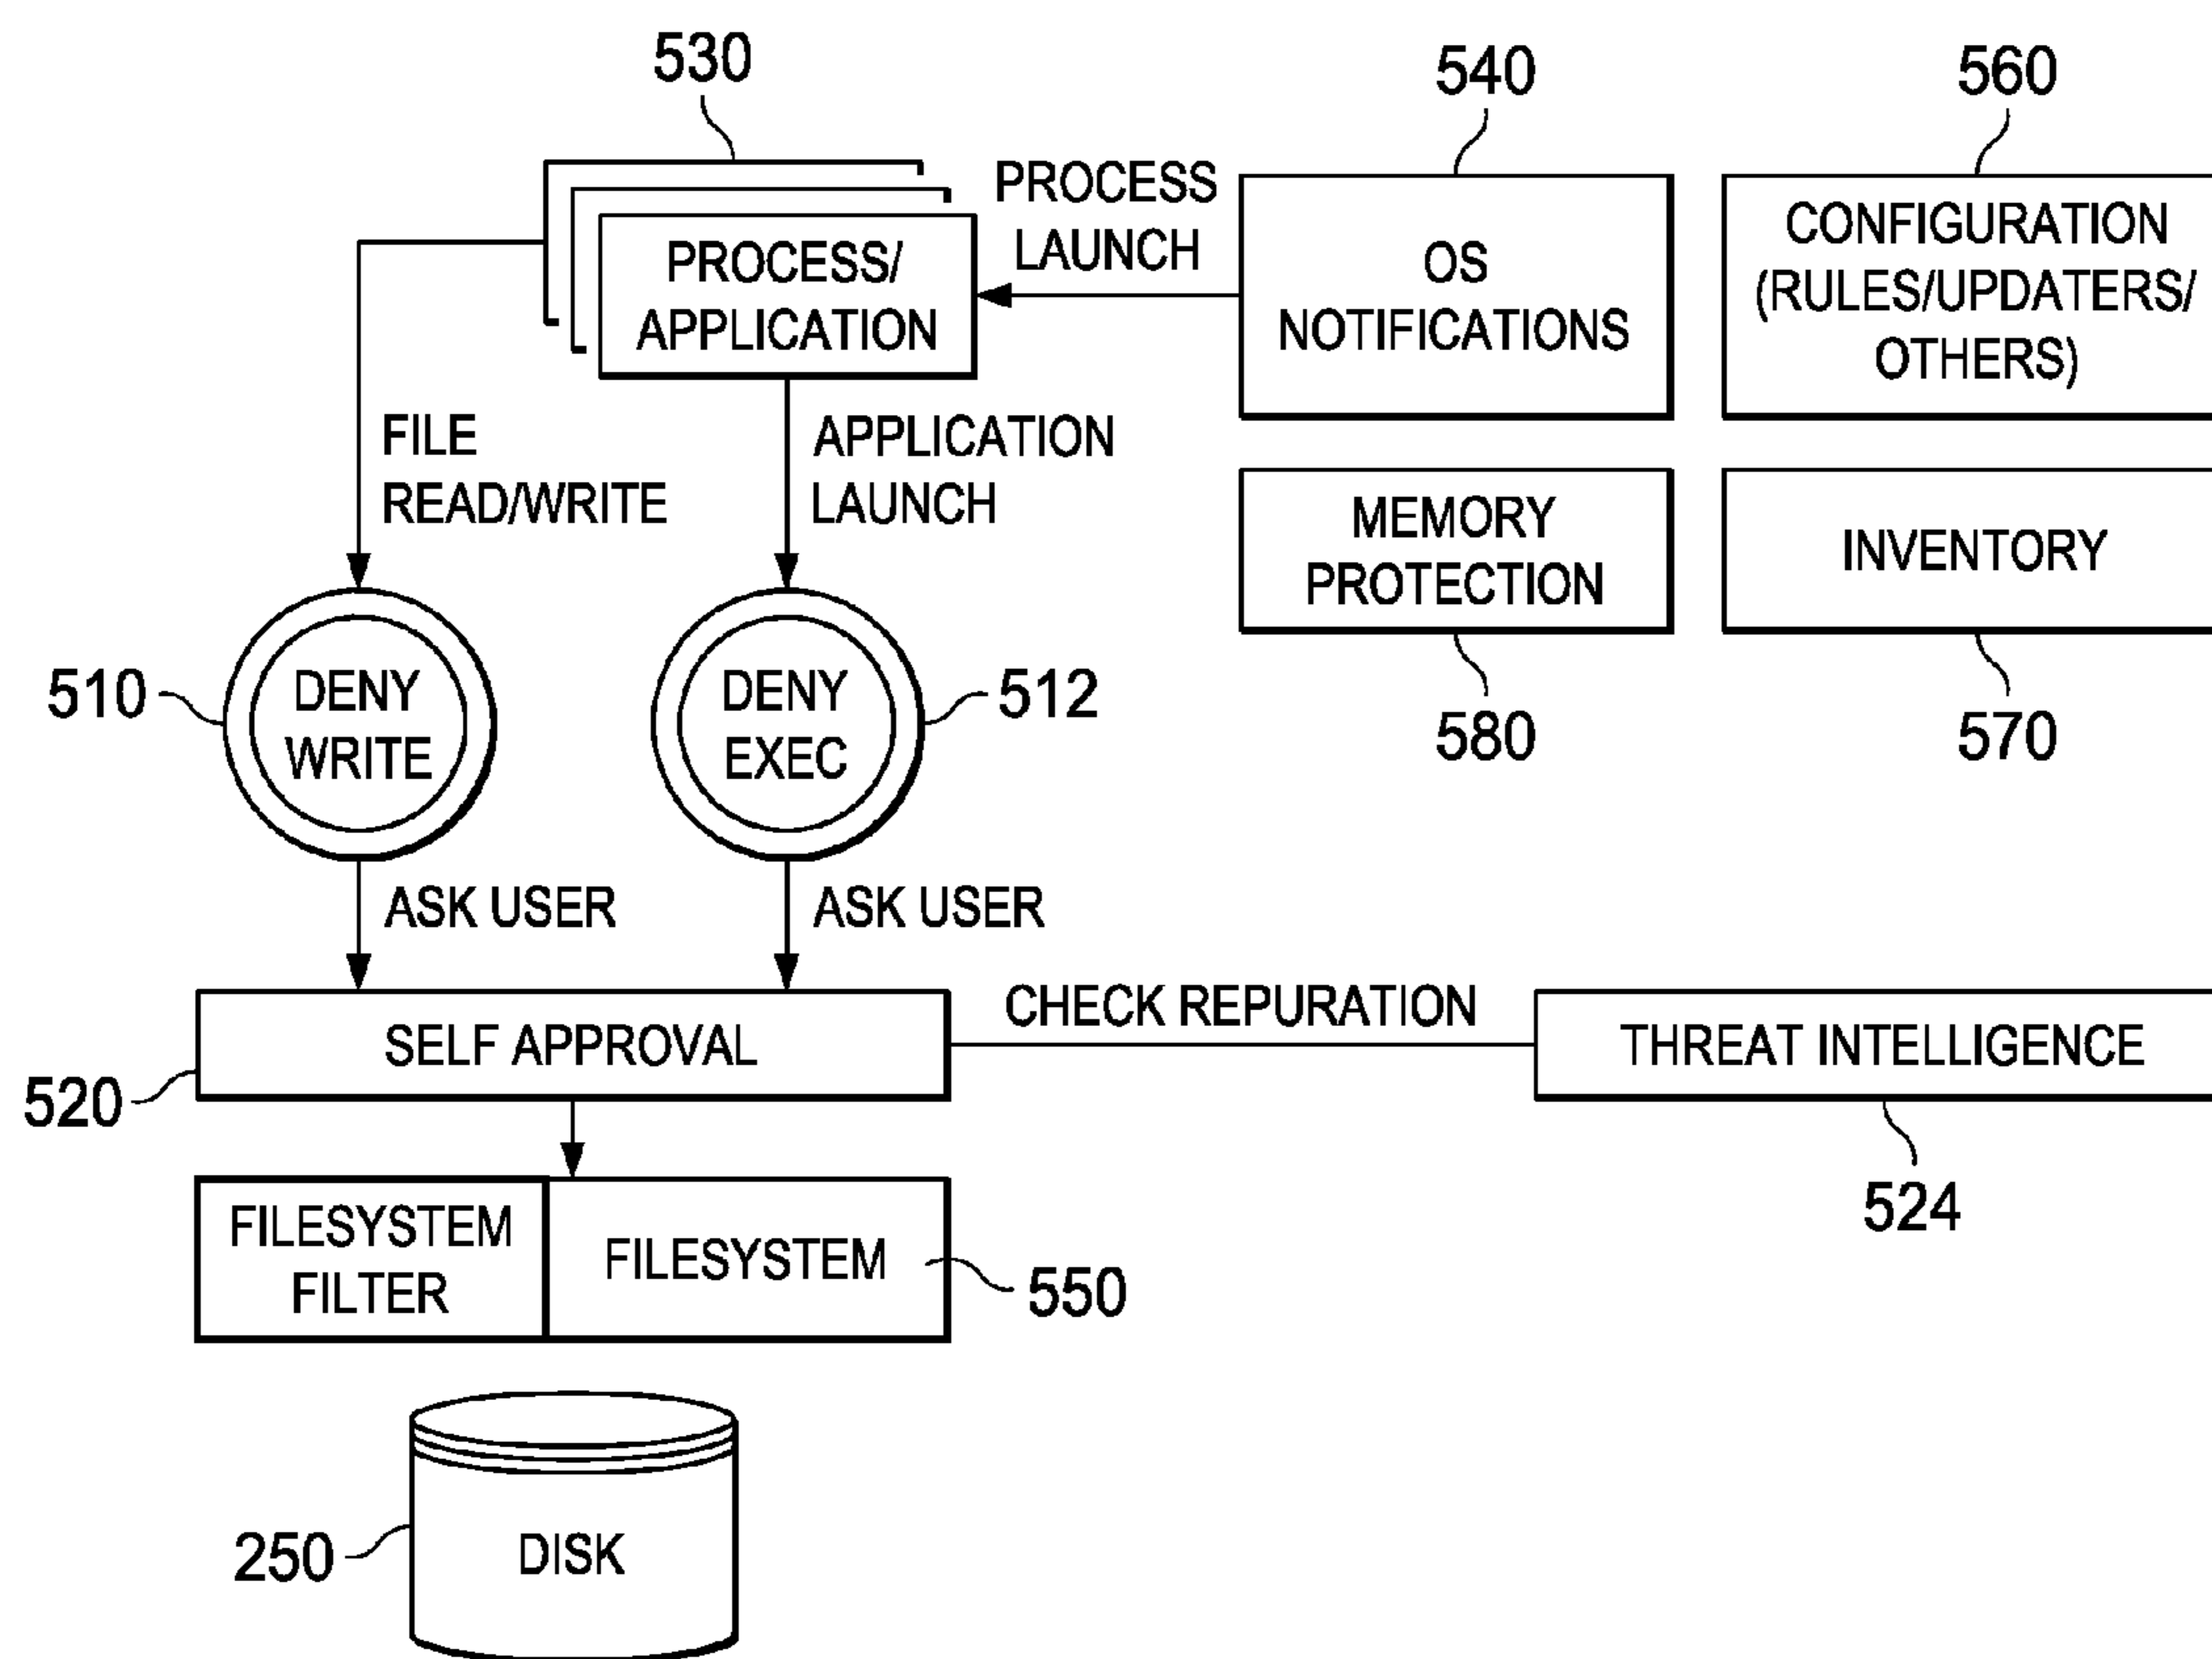 530
540
560
PROCESS
LAUNCH
PROCESS/
APPLICATION
OS
NOTIFICATIONS
CONFIGURATION
(RULES/UPDATERS/
OTHERS)
FILE
READ/WRITE
APPLICATION
LAUNCH
MEMORY
PROTECTION
INVENTORY
510
DENY
WRITE
DENY
EXEC
512
580
570
ASK USER
ASK USER
SELF APPROVAL
CHECK REPURATION
THREAT INTELLIGENCE
520
524
FILESYSTEM
FILTER
FILESYSTEM
550
250
DISK